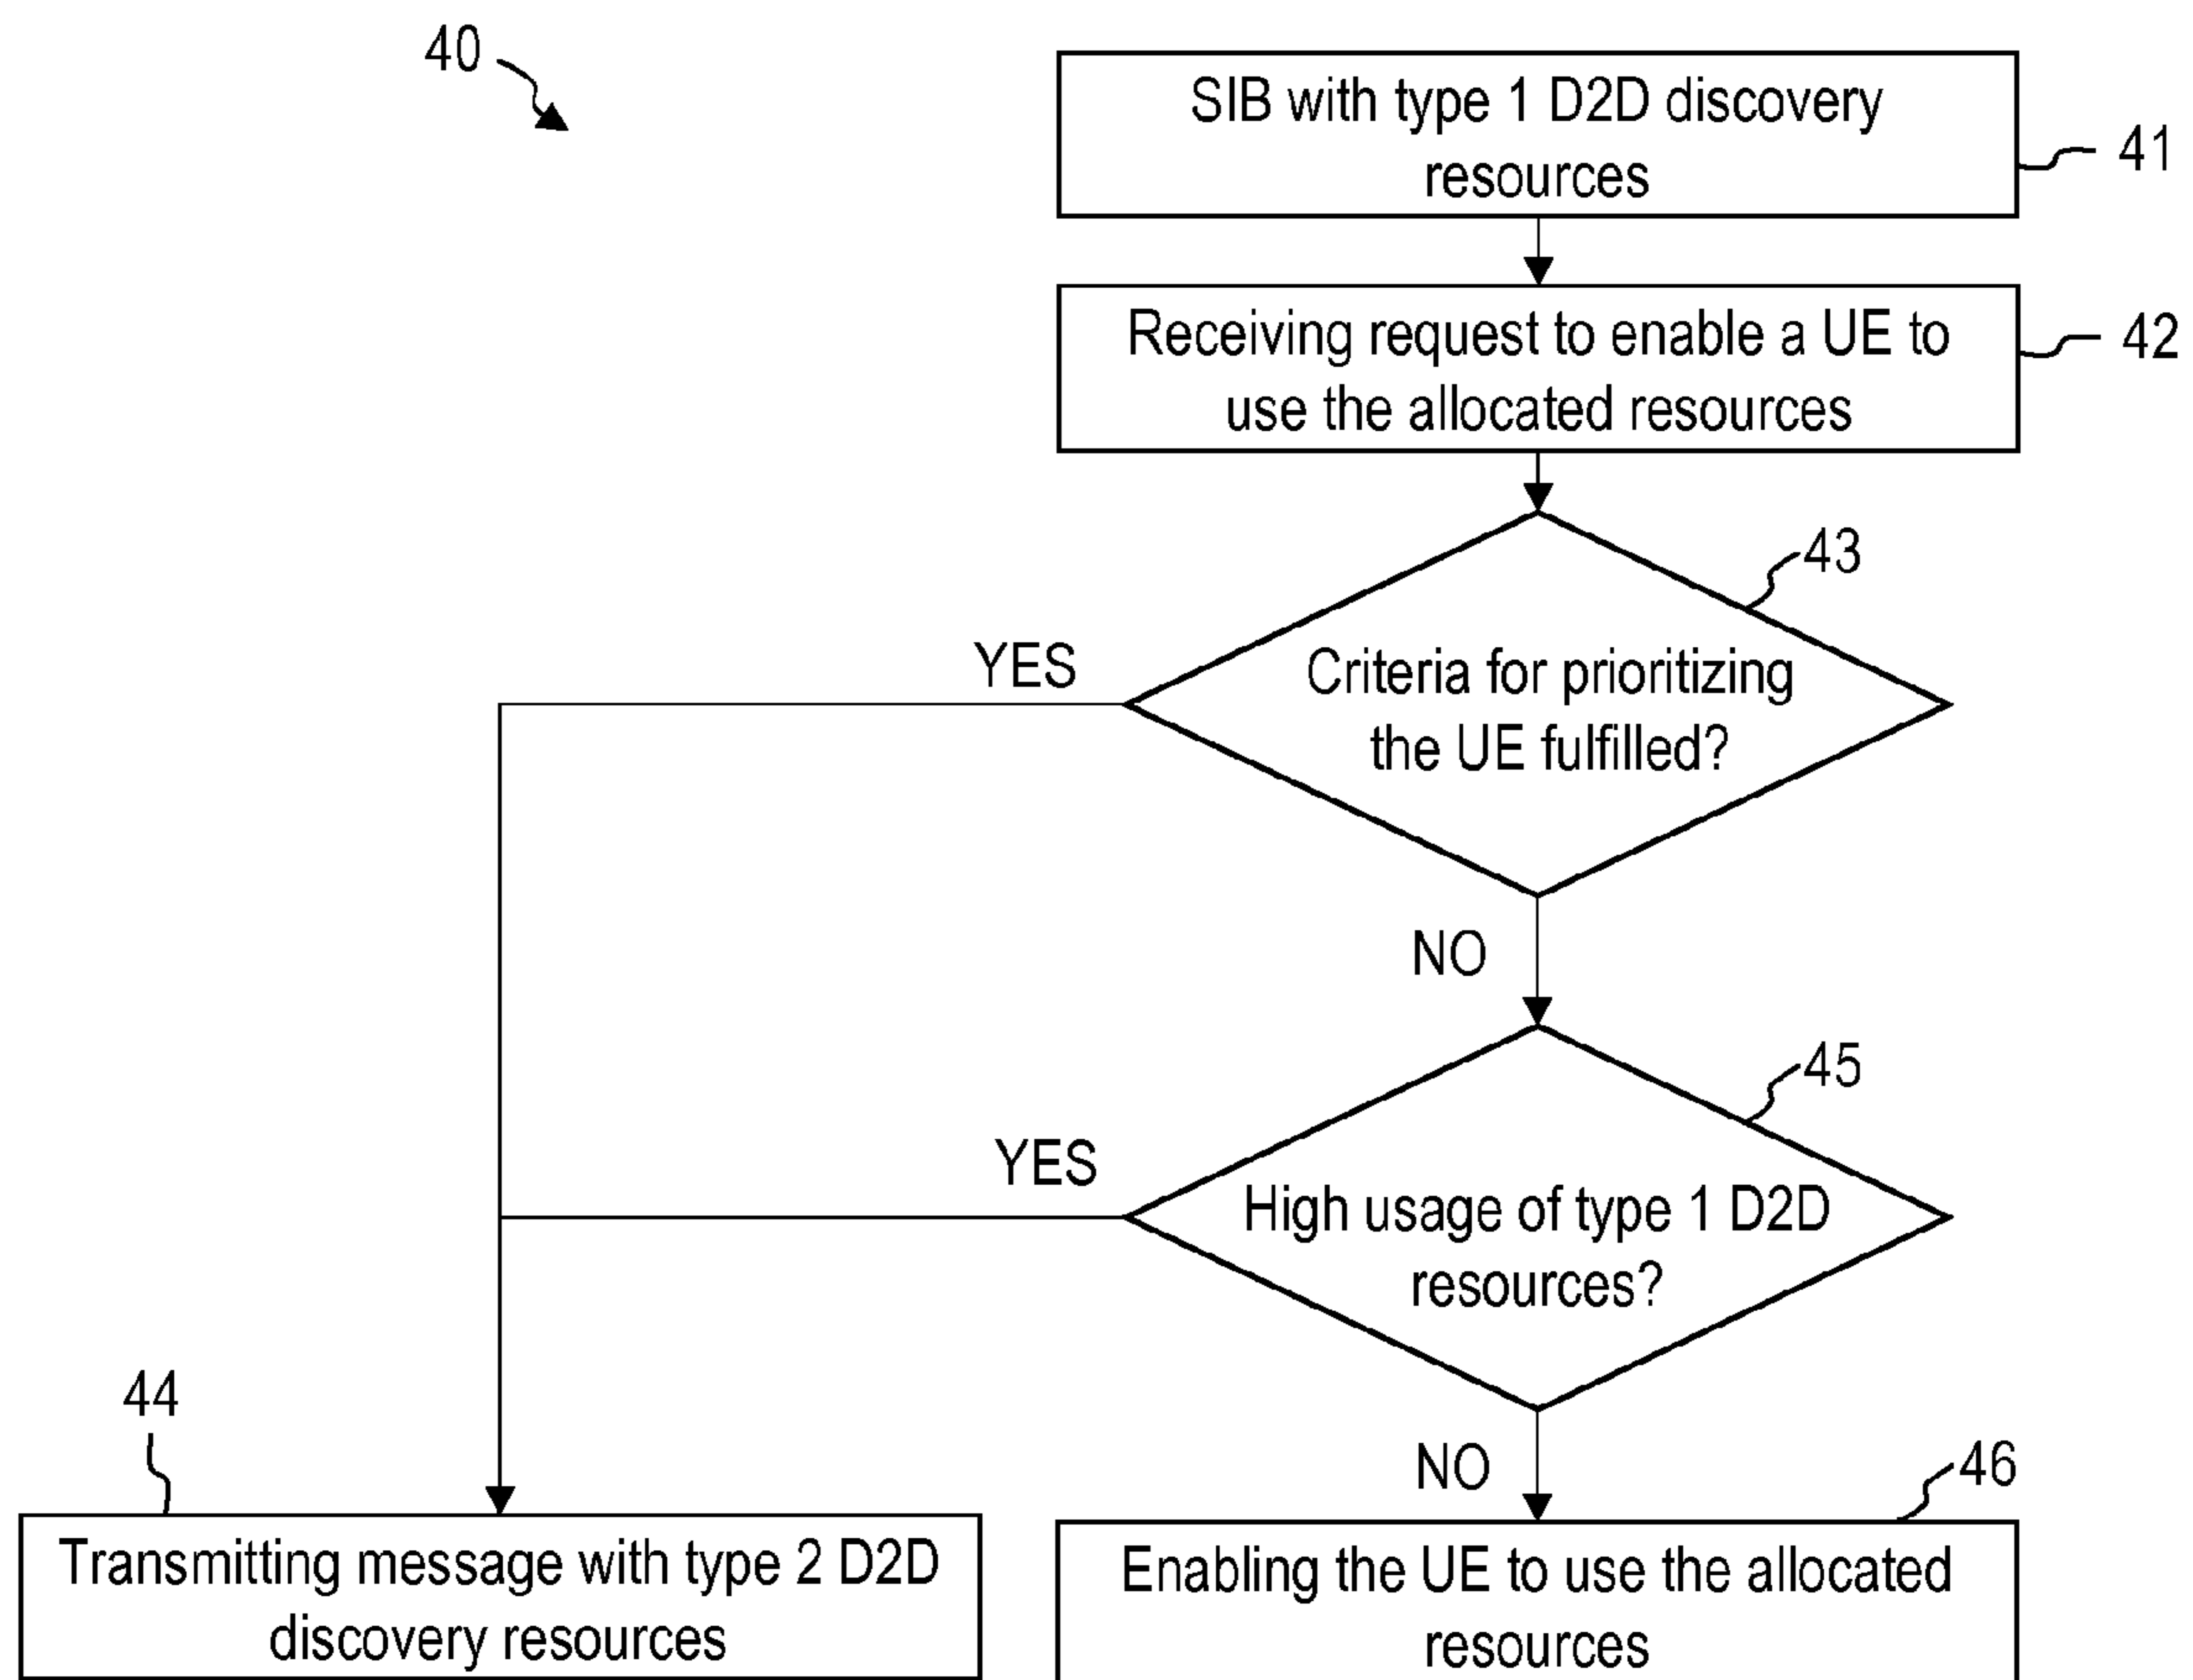 40
SIB with type 1 D2D discovery
resources
41
Receiving request to enable a UE to
use the allocated resources
42
43
Criteria for prioritizing
the UE fulfilled?
YES
NO
45
High usage of type 1 D2D
resources?
YES
NO
44
Transmitting message with type 2 D2D
discovery resources
46
Enabling the UE to use the allocated
resources